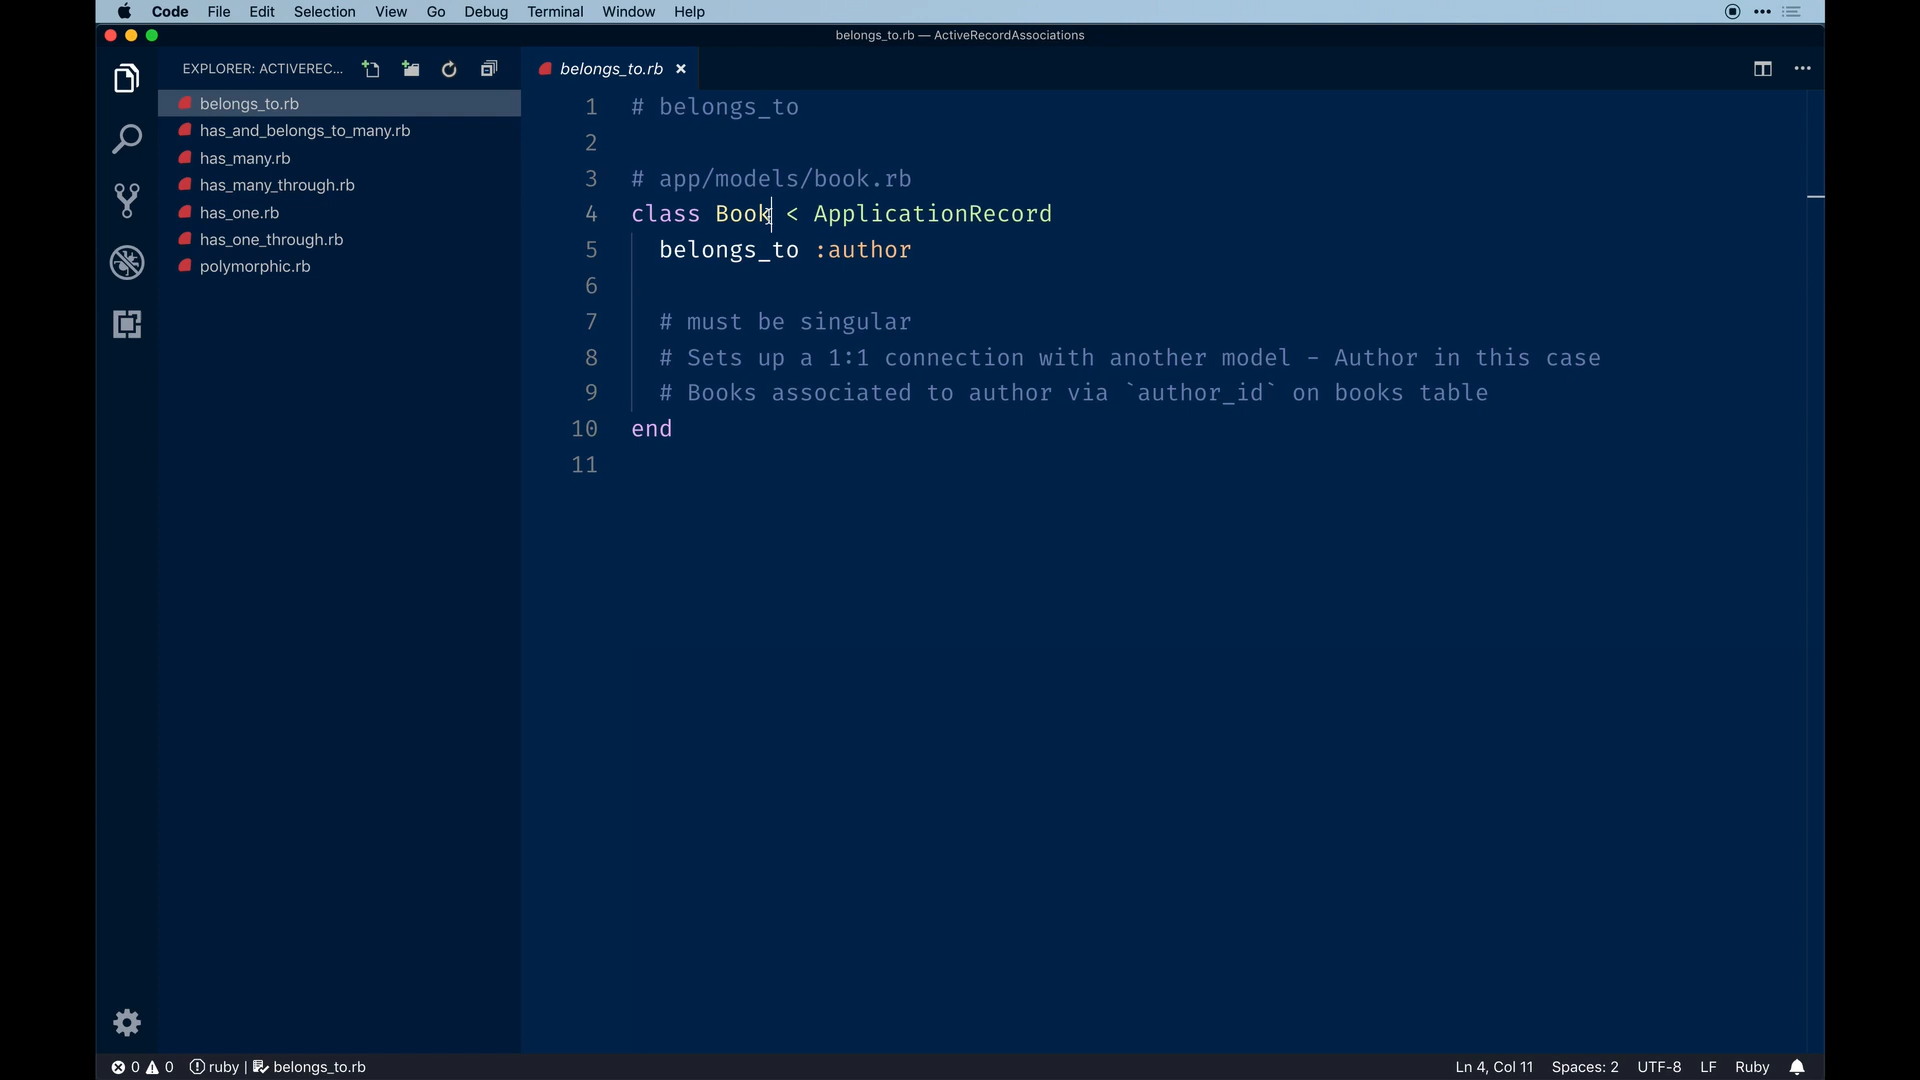 Code File Edit Selection View Go Debug Terminal Window Help
belongs_to.rb — ActiveRecordAssociations
EXPLORER: ACTIVEREC...
belongs_to.rb
has_and_belongs_to_many.rb
has_many.rb
has_many_through.rb
has_one.rb
has_one_through.rb
polymorphic.rb
belongs_to.rb ×
1 # belongs_to
2
3 # app/models/book.rb
4 class Book < ApplicationRecord
5 belongs_to :author
6
7 # must be singular
8 # Sets up a 1:1 connection with another model - Author in this case
9 # Books associated to author via `author_id` on books table
10 end
11
0 0 ruby | belongs_to.rb Ln 4, Col 11 Spaces: 2 UTF-8 LF Ruby